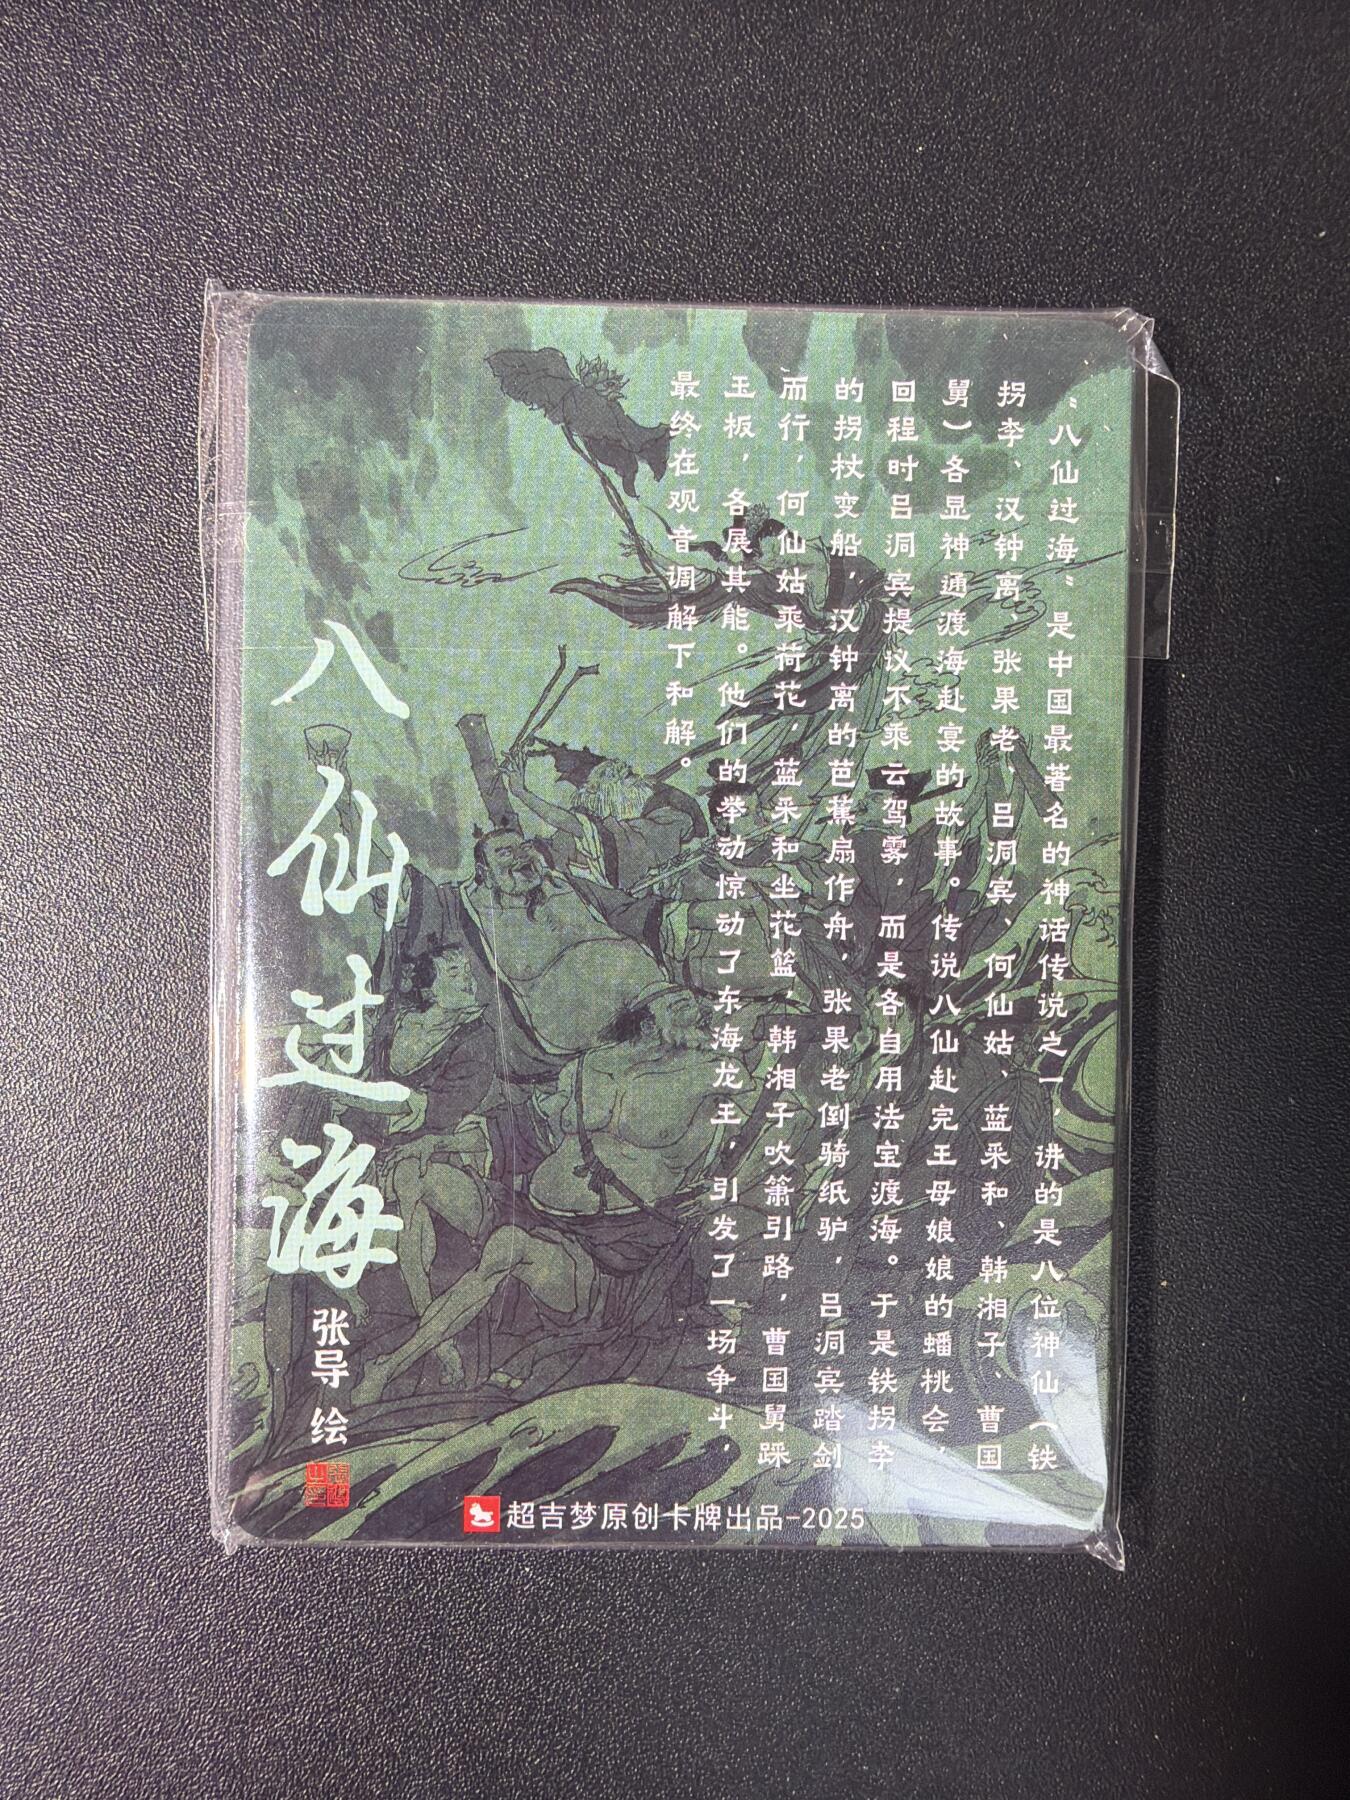 “八仙过海”是中国最著名的神话传说之一，讲的是八位神仙（铁
拐李、汉钟离、张果老、吕洞宾、何仙姑、蓝采和、韩湘子、曹国
舅）各显神通渡海赴宴的故事。传说八仙赴完王母娘娘的蟠桃会，
回程时吕洞宾提议不乘云驾雾，而是各自用法宝渡海。于是铁拐李
的拐杖变船，汉钟离的芭蕉扇作舟，张果老倒骑纸驴，吕洞宾踏剑
而行，何仙姑乘荷花，蓝采和坐花篮，韩湘子吹箫引路，曹国舅踩
玉板，各展其能。他们的举动惊动了东海龙王，引发了一场争斗，
最终在观音调解下和解。
八仙过海
张导 绘
超吉梦原创卡牌出品-2025